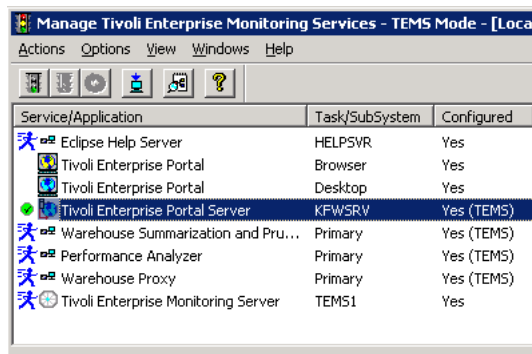 Manage Tivoli Enterprise Monitoring Services - TEMS Mode - [Loca
Actions Options View Windows Help
Service/Application Task/SubSystem Configured
Eclipse Help Server HELPSVR Yes
Tivoli Enterprise Portal Browser Yes
Tivoli Enterprise Portal Desktop Yes
Tivoli Enterprise Portal Server KFWSRV Yes (TEMS)
Warehouse Summarization and Pru... Primary Yes (TEMS)
Performance Analyzer Primary Yes (TEMS)
Warehouse Proxy Primary Yes (TEMS)
Tivoli Enterprise Monitoring Server TEMS1 Yes